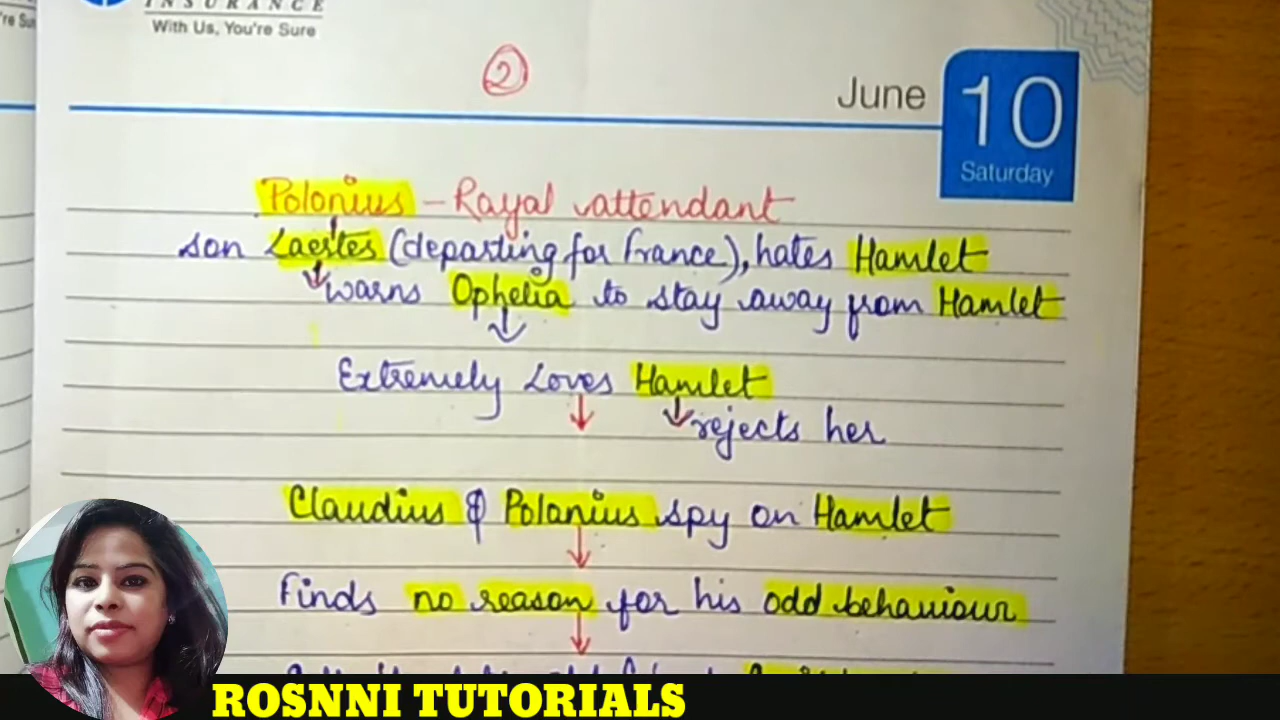 INSURANCE
With Us, You're Sure
2
June 10
Saturday
Polonius – Royal attendant
son Laertes (departing for France), hates Hamlet
warns Ophelia to stay away from Hamlet
Extremely Loves Hamlet
rejects her
Claudius & Polonius spy on Hamlet
Finds no reason for his odd behaviour
ROSNNI TUTORIALS